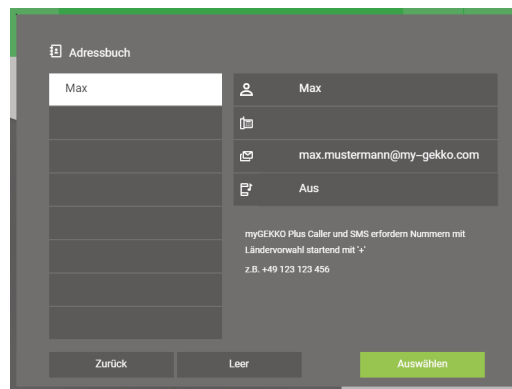 Adressbuch
Max
Max
max.mustermann@my-gekko.com
Aus
myGEKKO Plus Caller und SMS erfordern Nummern mit
Ländervorwahl startend mit '+'
z.B. +49 123 123 456
Zurück
Leer
Auswählen